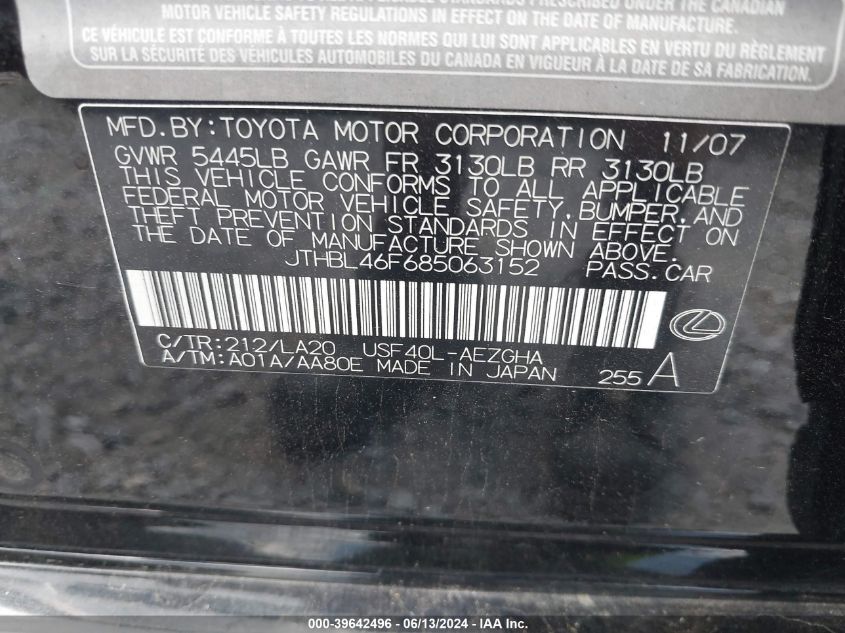 STANDARDS PRESCRIBED UNDER THE CANADIAN
MOTOR VEHICLE SAFETY REGULATIONS IN EFFECT ON THE DATE OF MANUFACTURE.
CE VÉHICULE EST CONFORME À TOUTES LES NORMES QUI LUI SONT APPLICABLES EN VERTU DU RÈGLEMENT
SUR LA SÉCURITÉ DES VÉHICULES AUTOMOBILES DU CANADA EN VIGUEUR À LA DATE DE SA FABRICATION.
MFD.BY:TOYOTA MOTOR CORPORATION 11/07
GVWR 5445LB GAWR FR 3130LB RR 3130LB
THIS VEHICLE CONFORMS TO ALL APPLICABLE
FEDERAL MOTOR VEHICLE SAFETY,BUMPER,AND
THEFT PREVENTION STANDARDS IN EFFECT ON
THE DATE OF MANUFACTURE SHOWN ABOVE.
JTHBL46F685063152 PASS.CAR
C/TR:212/LA20 USF40L-AEZGHA
A/TM:A01A/AA80E MADE IN JAPAN 255 A
000-39642496 - 06/13/2024 - IAA Inc.